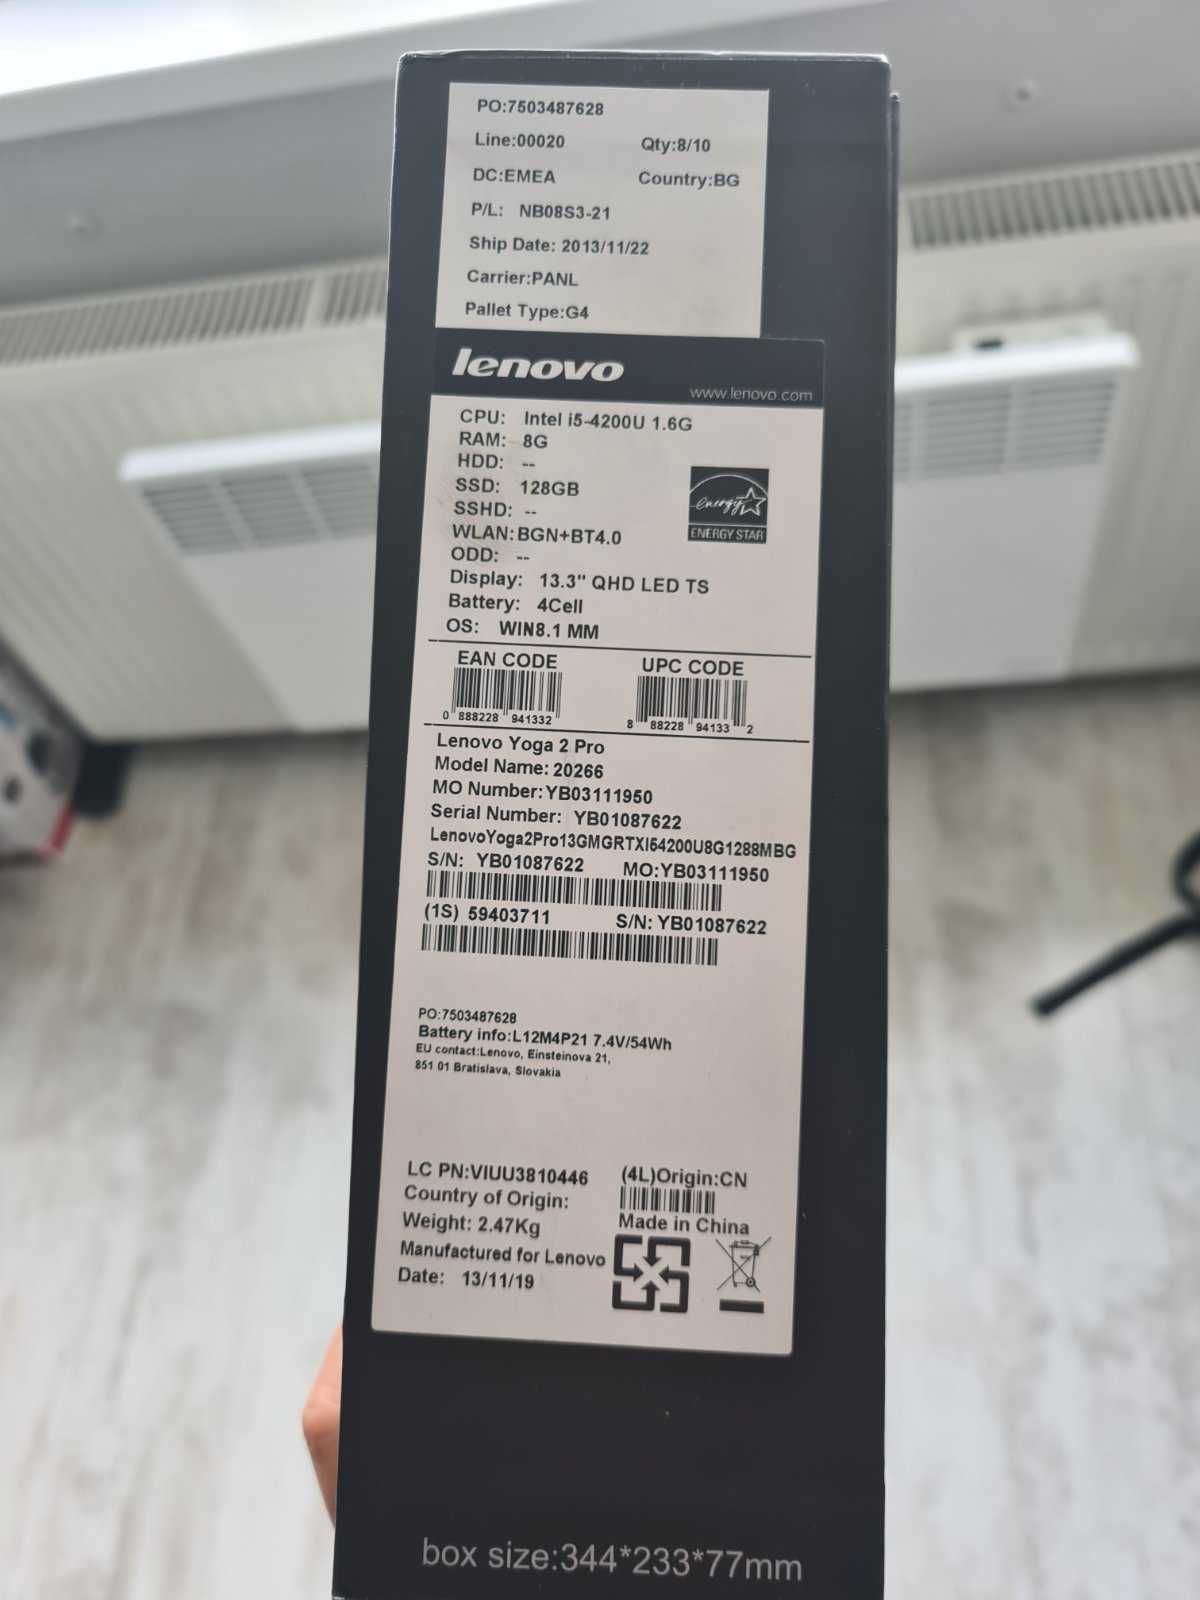 PO:7503487628
Line:00020 Qty:8/10
DC:EMEA Country:BG
P/L: NB08S3-21
Ship Date: 2013/11/22
Carrier:PANL
Pallet Type:G4
lenovo
www.lenovo.com
CPU: Intel i5-4200U 1.6G
RAM: 8G
HDD: --
SSD: 128GB
SSHD: --
WLAN:BGN+BT4.0
ODD: --
Display: 13.3" QHD LED TS
Battery: 4Cell
OS: WIN8.1 MM
energy
ENERGY STAR
EAN CODE UPC CODE
0 888228 941332 8 88228 94133 2
Lenovo Yoga 2 Pro
Model Name: 20266
MO Number:YB03111950
Serial Number: YB01087622
LenovoYoga2Pro13GMGRTXI54200U8G1288MBG
S/N: YB01087622 MO:YB03111950
(1S) 59403711 S/N: YB01087622
PO:7503487628
Battery info:L12M4P21 7.4V/54Wh
EU contact:Lenovo, Einsteinova 21,
851 01 Bratislava, Slovakia
LC PN:VIUU3810446 (4L)Origin:CN
Country of Origin:
Made in China
Weight: 2.47Kg
Manufactured for Lenovo
Date: 13/11/19
box size:344*233*77mm